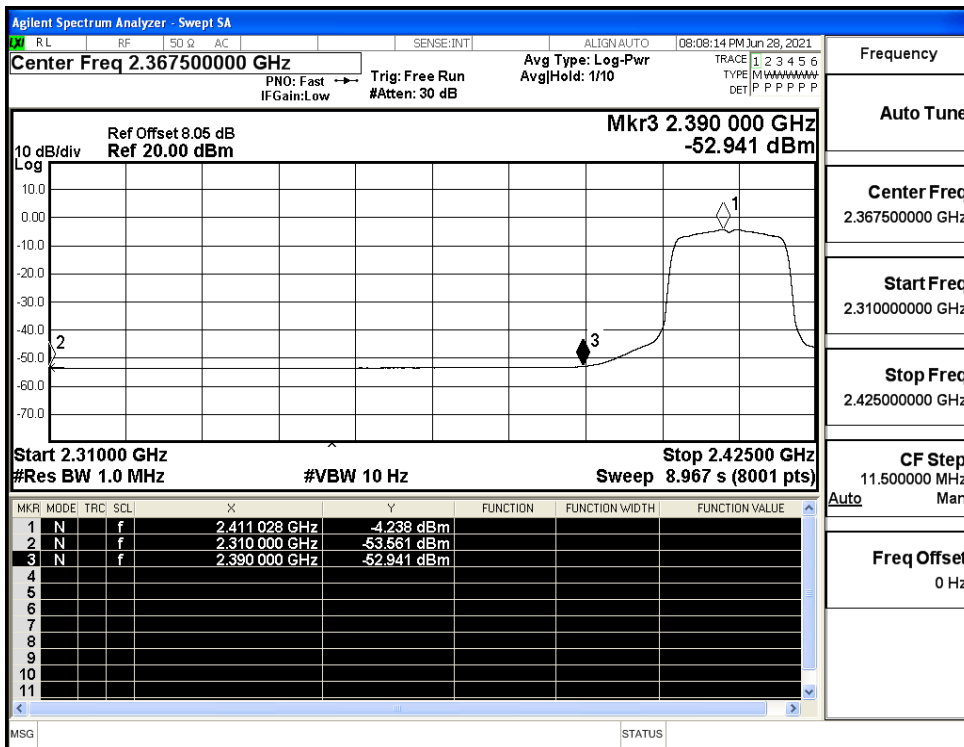 Agilent Spectrum Analyzer - Swept SA
LXI RL RF 50 Ω AC SENSE:INT ALIGNAUTO 08:08:14 PM Jun 28, 2021
Center Freq 2.367500000 GHz
PNO: Fast
IFGain:Low
Trig: Free Run
#Atten: 30 dB
Avg Type: Log-Pwr
Avg|Hold: 1/10
TRACE 1 2 3 4 5 6
TYPE M WWWWW
DET P P P P P P
Ref Offset 8.05 dB
10 dB/div Ref 20.00 dBm
Log
Mkr3 2.390 000 GHz
-52.941 dBm
10.0
0.00
-10.0
-20.0
-30.0
-40.0
-50.0
-60.0
-70.0
1
2
3
Start 2.31000 GHz Stop 2.42500 GHz
#Res BW 1.0 MHz #VBW 10 Hz Sweep 8.967 s (8001 pts)
MKR MODE TRC SCL X Y FUNCTION FUNCTION WIDTH FUNCTION VALUE
1 N f 2.411 028 GHz -4.238 dBm
2 N f 2.310 000 GHz -53.561 dBm
3 N f 2.390 000 GHz -52.941 dBm
4
5
6
7
8
9
10
11
MSG STATUS
Frequency
Auto Tune
Center Freq
2.367500000 GHz
Start Freq
2.310000000 GHz
Stop Freq
2.425000000 GHz
CF Step
11.500000 MHz
Auto Man
Freq Offset
0 Hz